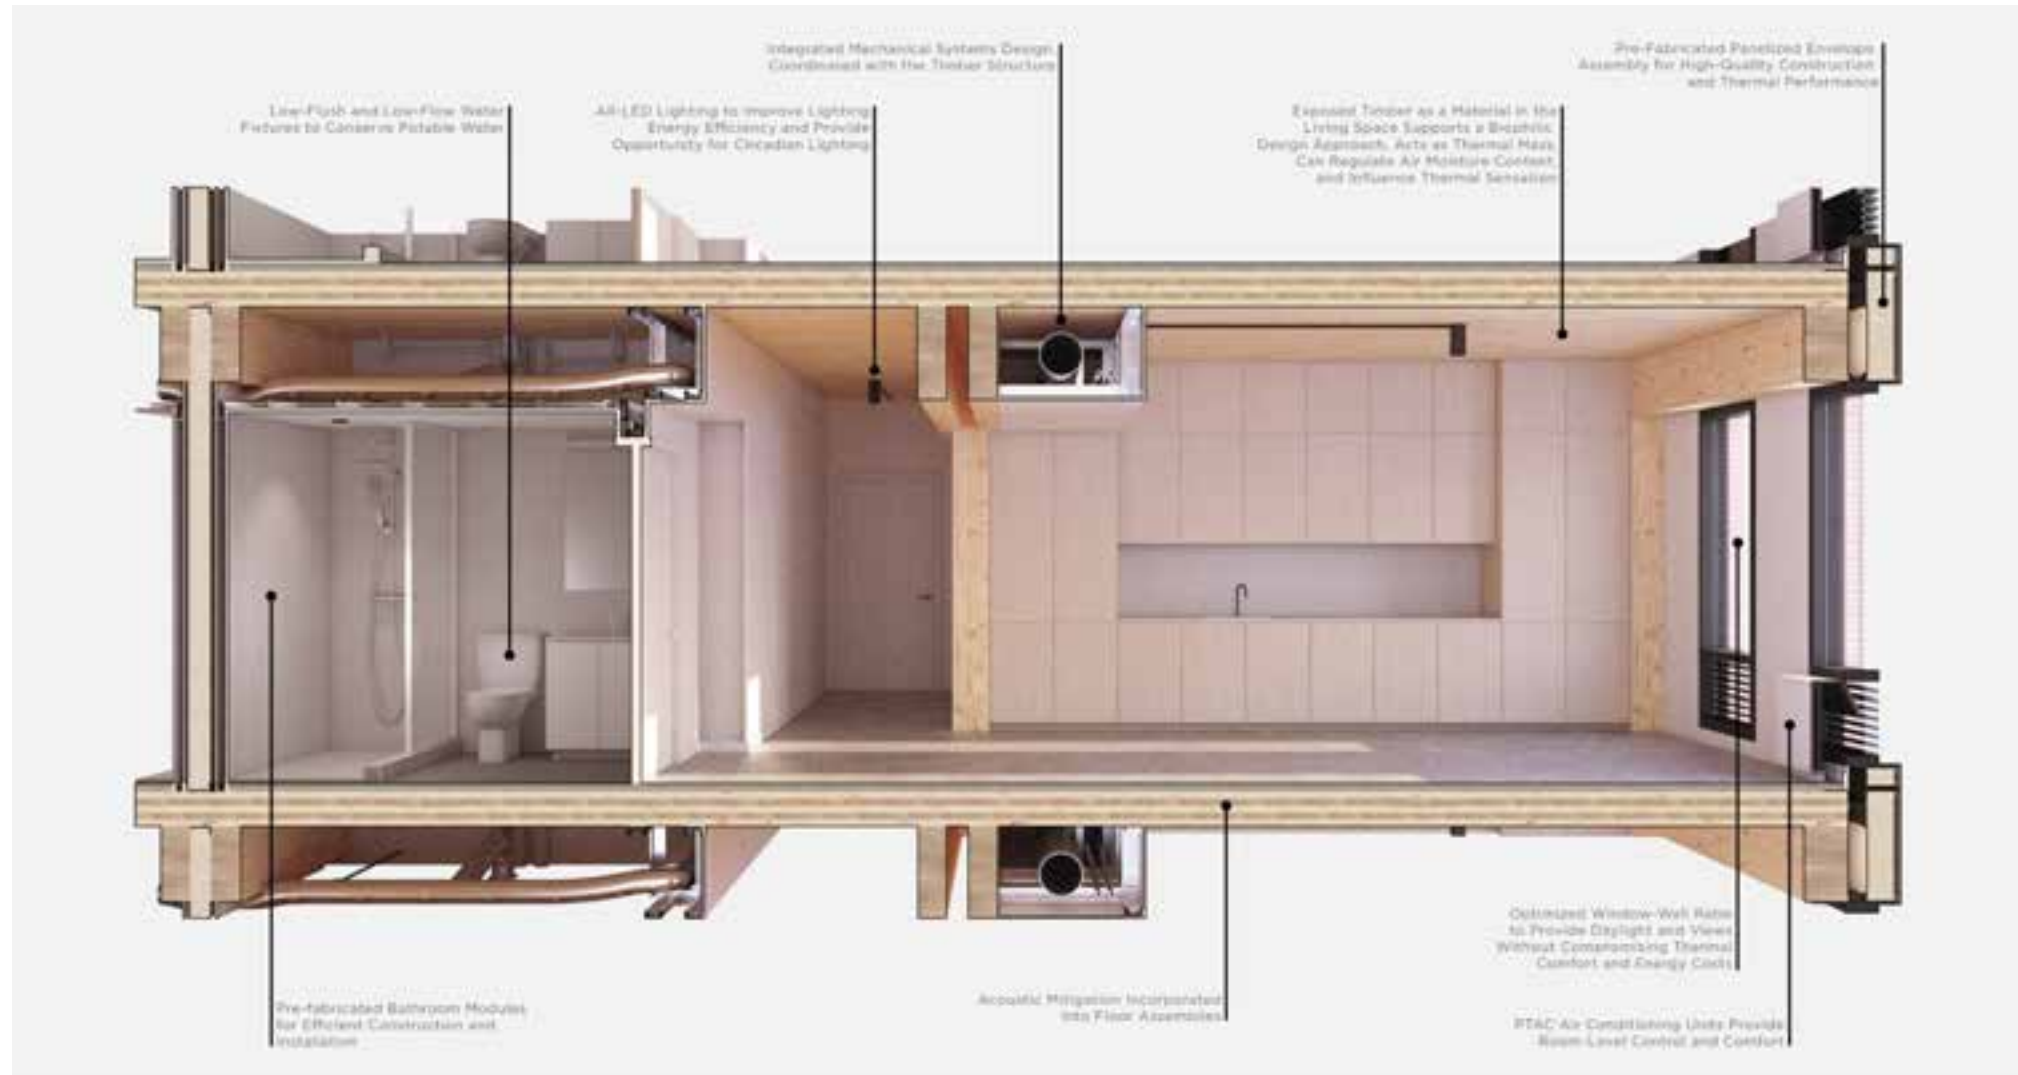 Integrated Mechanical Systems Design
Coordinated with the Timber Structure
Pre-Fabricated Panelized Envelope
Assembly for High-Quality Construction
and Thermal Performance
Low-Flush and Low-Flow Water
Fixtures to Conserve Potable Water
All-LED Lighting to Improve Lighting
Energy Efficiency and Provide
Opportunity for Circadian Lighting
Exposed Timber as a Material in the
Living Space Supports a Biophilic
Design Approach, Acts as Thermal Mass,
Can Regulate Air Moisture Content,
and Influence Thermal Sensation
Optimized Window-Wall Ratio
to Provide Daylight and Views
Without Compromising Thermal
Comfort and Energy Costs
Pre-fabricated Bathroom Modules
for Efficient Construction and
Installation
Acoustic Mitigation Incorporated
into Floor Assemblies
PTAC Air Conditioning Units Provide
Room-Level Control and Comfort